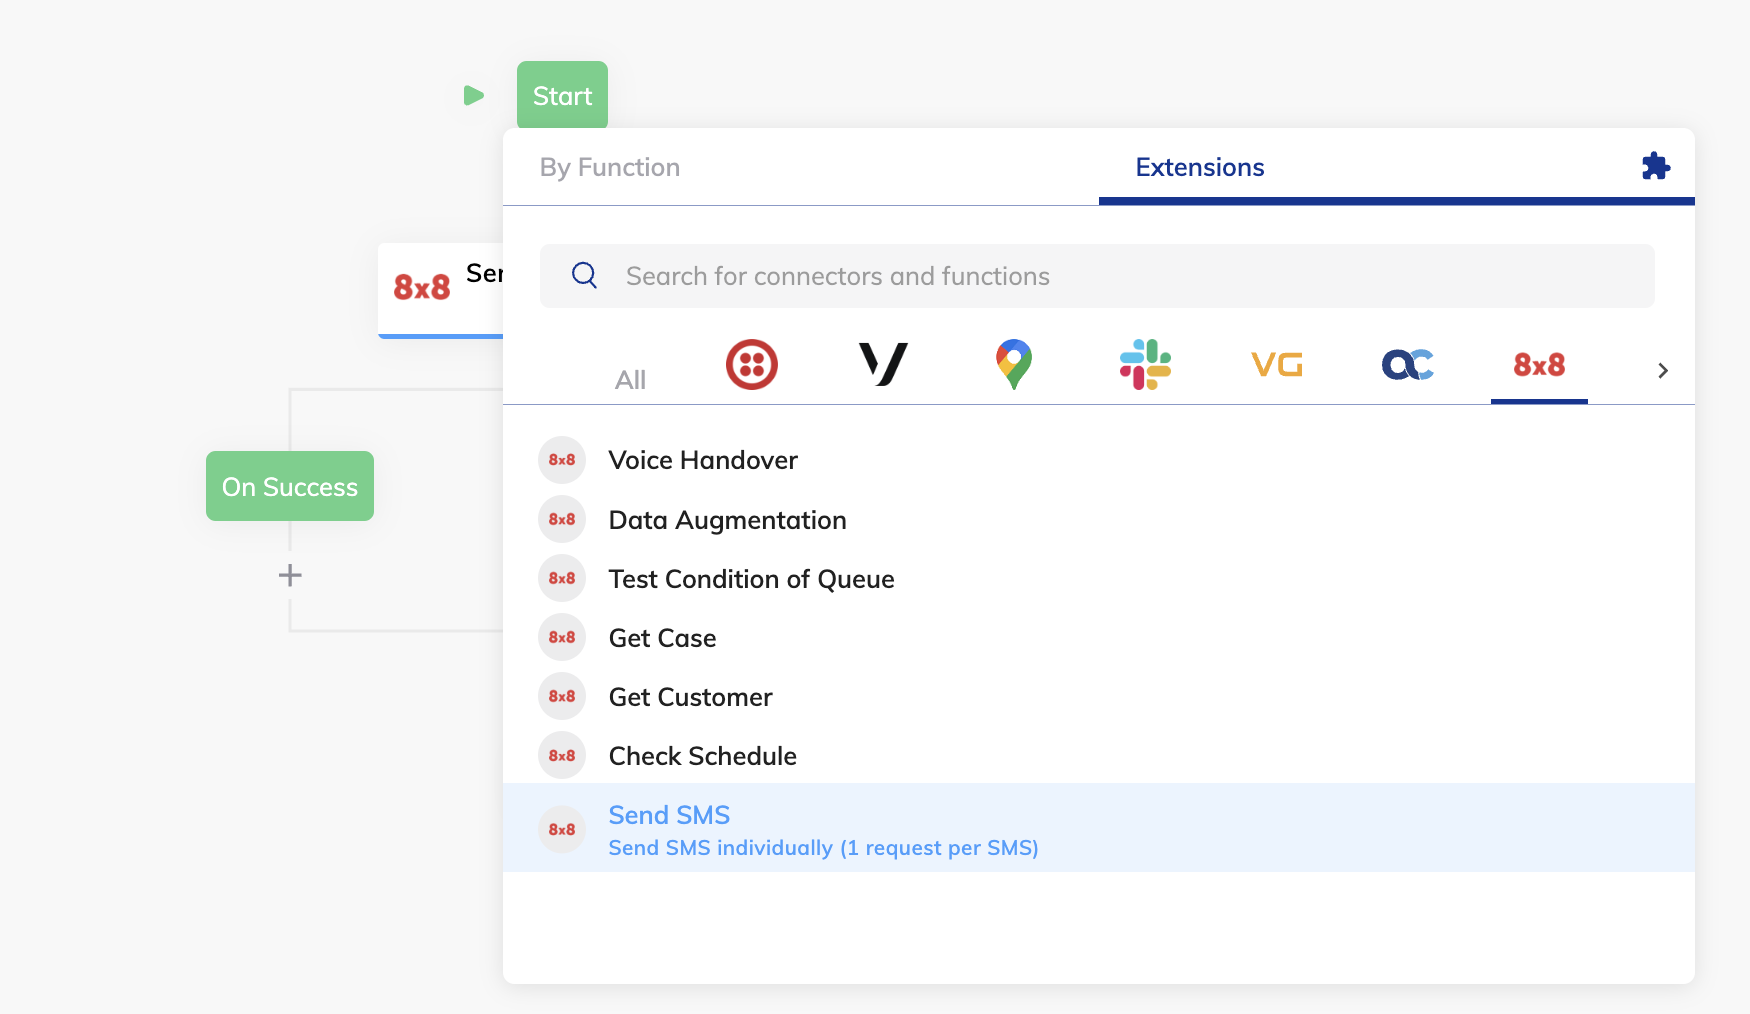 Start
By Function
Extensions
8x8
Ser
Search for connectors and functions
All
VG
8x8
8x8
Voice Handover
8x8
Data Augmentation
8x8
Test Condition of Queue
8x8
Get Case
8x8
Get Customer
8x8
Check Schedule
8x8
Send SMS
Send SMS individually (1 request per SMS)
On Success